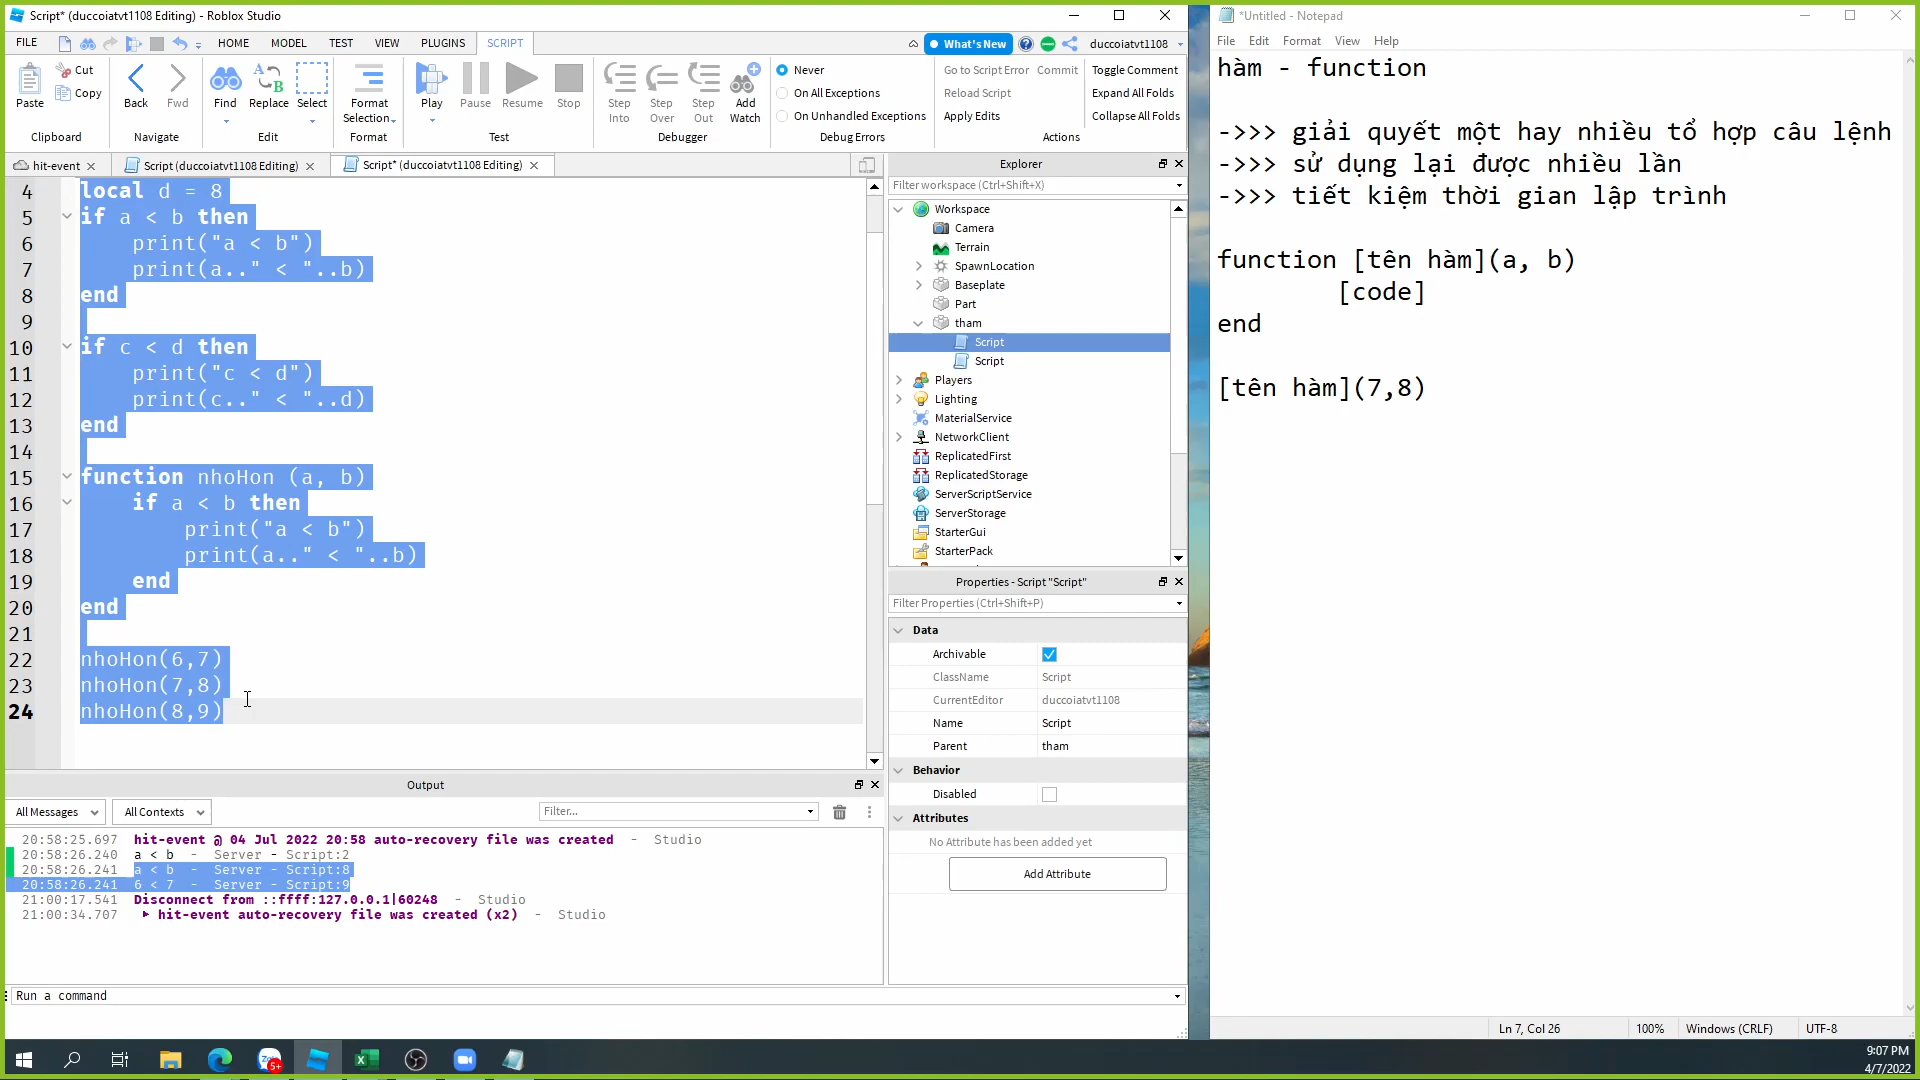 Script* (duccoiatvt1108 Editing) - Roblox Studio
FILE HOME MODEL TEST VIEW PLUGINS SCRIPT What's New duccoiatvt1108
Paste Cut Copy Back Fwd Find Replace Select Format Selection Play Pause Resume Stop Step Into Step Over Step Out Add Watch
Never
On All Exceptions
On Unhandled Exceptions
Go to Script Error Commit
Reload Script
Apply Edits
Toggle Comment
Expand All Folds
Collapse All Folds
Clipboard Navigate Edit Format Test Debugger Debug Errors Actions
hit-event Script (duccoiatvt1108 Editing) Script* (duccoiatvt1108 Editing)
4 local d = 8
5 if a < b then
6 print("a < b")
7 print(a.." < "..b)
8 end
9
10 if c < d then
11 print("c < d")
12 print(c.." < "..d)
13 end
14
15 function nhoHon (a, b)
16 if a < b then
17 print("a < b")
18 print(a.." < "..b)
19 end
20 end
21
22 nhoHon(6,7)
23 nhoHon(7,8)
24 nhoHon(8,9)
Explorer
Filter workspace (Ctrl+Shift+X)
Workspace
Camera
Terrain
SpawnLocation
Baseplate
Part
tham
Script
Script
Players
Lighting
MaterialService
NetworkClient
ReplicatedFirst
ReplicatedStorage
ServerScriptService
ServerStorage
StarterGui
StarterPack
Properties - Script "Script"
Filter Properties (Ctrl+Shift+P)
Data
Archivable
ClassName Script
CurrentEditor duccoiatvt1108
Name Script
Parent tham
Behavior
Disabled
Attributes
No Attribute has been added yet
Add Attribute
Output
All Messages All Contexts Filter...
20:58:25.697 hit-event @ 04 Jul 2022 20:58 auto-recovery file was created - Studio
20:58:26.240 a < b - Server - Script:2
20:58:26.241 a < b - Server - Script:8
20:58:26.241 6 < 7 - Server - Script:9
21:00:17.541 Disconnect from ::ffff:127.0.0.1|60248 - Studio
21:00:34.707 hit-event auto-recovery file was created (x2) - Studio
Run a command
*Untitled - Notepad
File Edit Format View Help
hàm - function
->>> giải quyết một hay nhiều tổ hợp câu lệnh
->>> sử dụng lại được nhiều lần
->>> tiết kiệm thời gian lập trình
function [tên hàm](a, b)
[code]
end
[tên hàm](7,8)
Ln 7, Col 26 100% Windows (CRLF) UTF-8
Zalo 5+
9:07 PM
4/7/2022